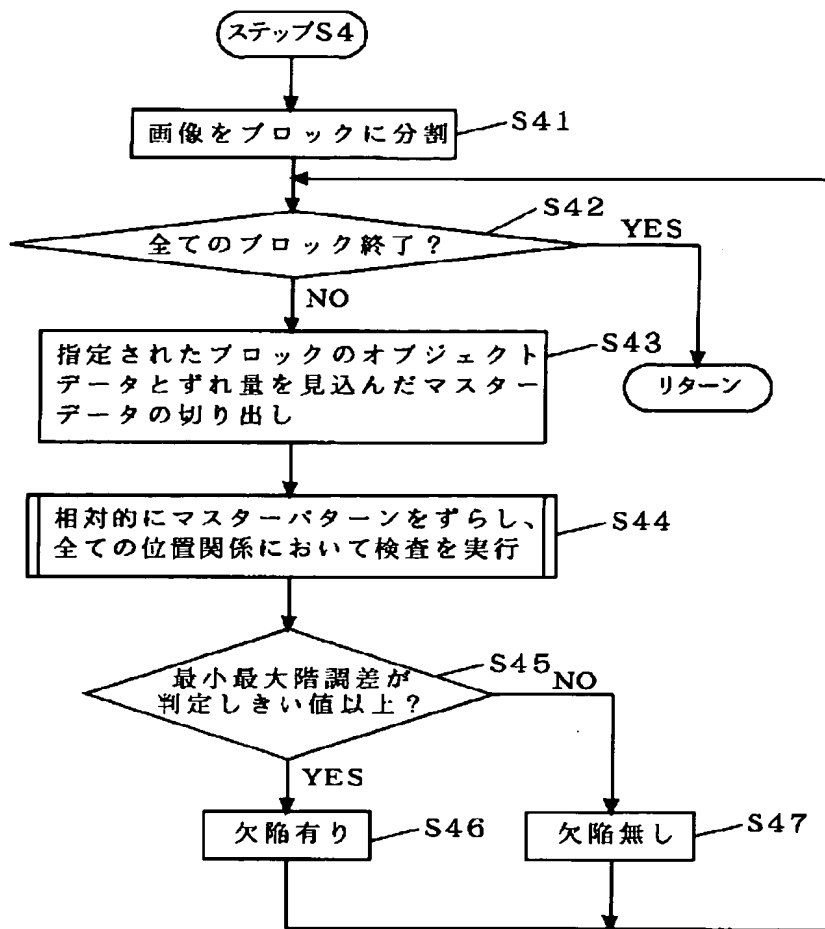 ステップS4
画像をブロックに分割
S41
S42
全てのブロック終了?
YES
NO
指定されたブロックのオブジェクト
データとずれ量を見込んだマスター
データの切り出し
S43
リターン
相対的にマスターパターンをずらし、
全ての位置関係において検査を実行
S44
最小最大階調差が
判定しきい値以上?
S45
NO
YES
欠陥有り
S46
欠陥無し
S47